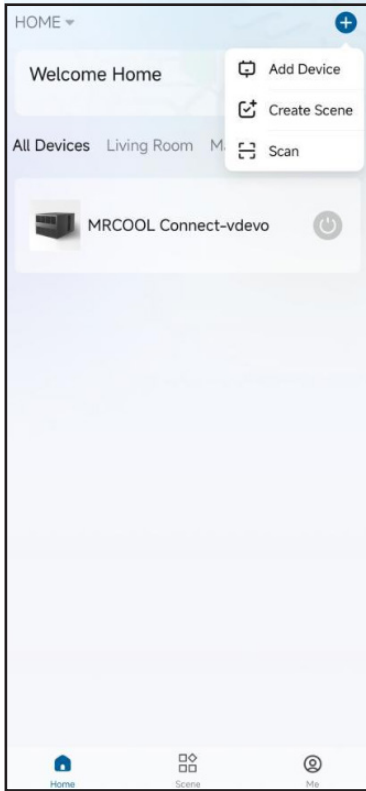 HOME
Welcome Home
Add Device
Create Scene
Scan
All Devices Living Room M
MRCOOL Connect-vdevo
Home Scene Me